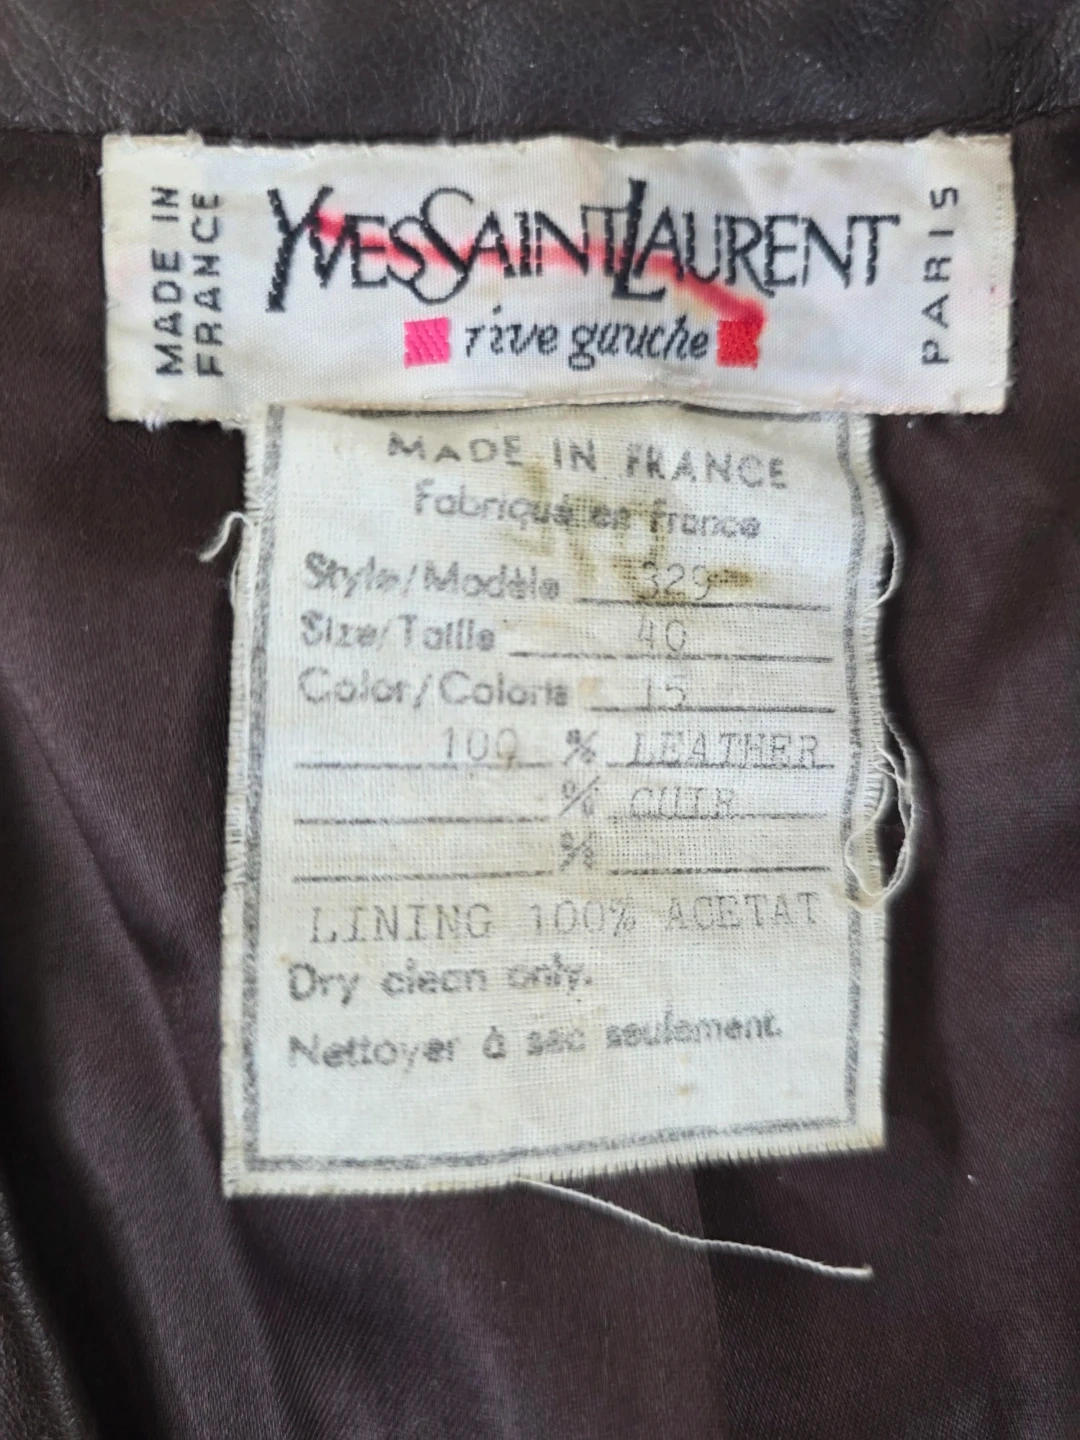 MADE IN
FRANCE
YVES SAINT LAURENT
rive gauche
PARIS
MADE IN FRANCE
Fabriqué en france
Style/Modèle 329
Size/Taille 40
Color/Coloris 15
100 % LEATHER
% CUIR
%
LINING 100% ACETAT
Dry clean only.
Nettoyer à sec seulement.